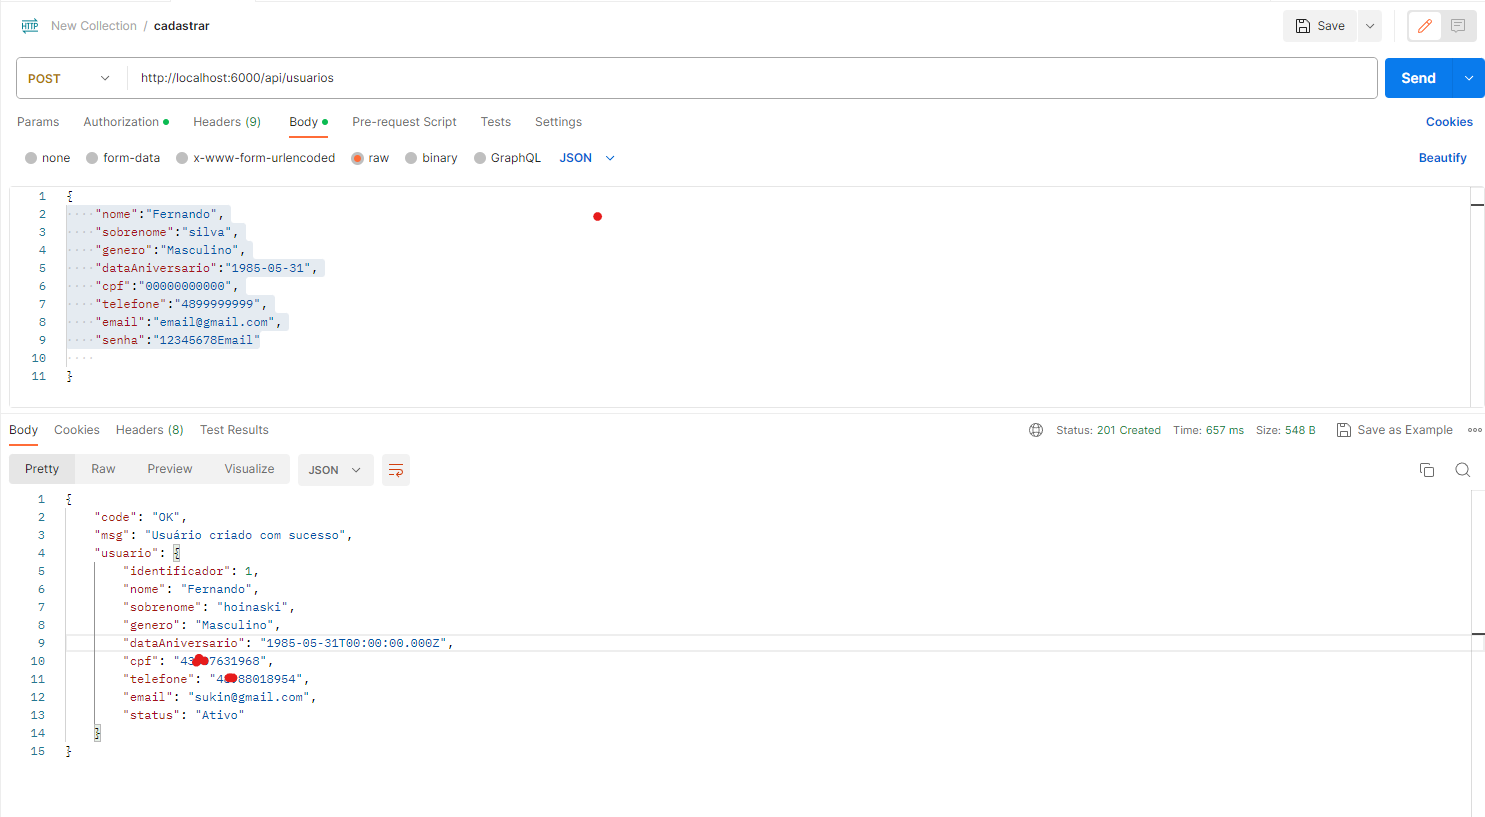 HTTP New Collection / cadastrar Save
POST http://localhost:6000/api/usuarios Send
Params Authorization Headers (9) Body Pre-request Script Tests Settings Cookies
none form-data x-www-form-urlencoded raw binary GraphQL JSON Beautify
1 {
2 "nome":"Fernando",
3 "sobrenome":"silva",
4 "genero":"Masculino",
5 "dataAniversario":"1985-05-31",
6 "cpf":"00000000000",
7 "telefone":"4899999999",
8 "email":"email@gmail.com",
9 "senha":"12345678Email"
10
11 }
Body Cookies Headers (8) Test Results Status: 201 Created Time: 657 ms Size: 548 B Save as Example
Pretty Raw Preview Visualize JSON
1 {
2 "code": "OK",
3 "msg": "Usuário criado com sucesso",
4 "usuario": {
5 "identificador": 1,
6 "nome": "Fernando",
7 "sobrenome": "hoinaski",
8 "genero": "Masculino",
9 "dataAniversario": "1985-05-31T00:00:00.000Z",
10 "cpf":
11 "telefone":
12 "email": "sukin@gmail.com",
13 "status": "Ativo"
14 }
15 }